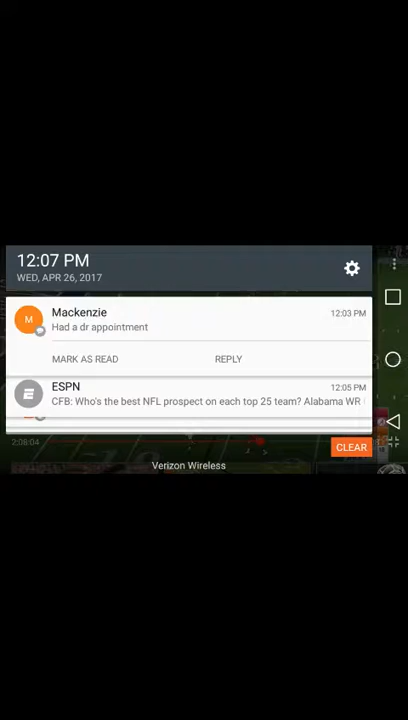 12:07 PM
WED, APR 26, 2017
Mackenzie
12:03 PM
Had a dr appointment
MARK AS READ REPLY
ESPN
12:05 PM
CFB: Who's the best NFL prospect on each top 25 team? Alabama WR
2:08:04
CLEAR
Verizon Wireless